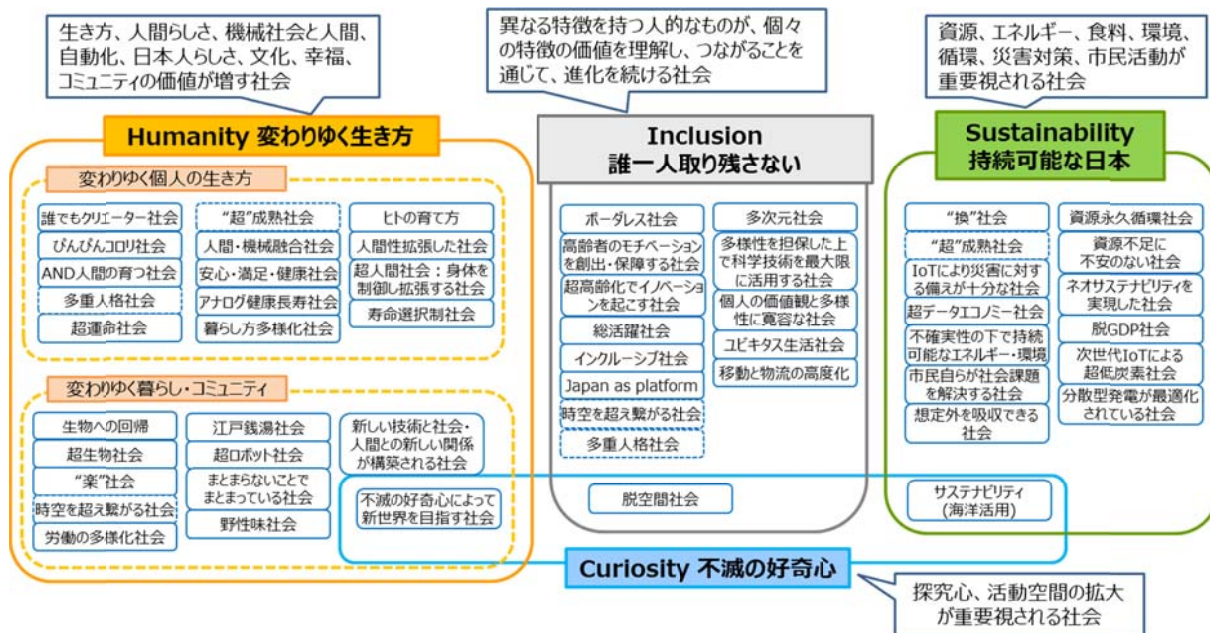 生き方、人間らしさ、機械社会と人間、
自動化、日本人らしさ、文化、幸福、
コミュニティの価値が増す社会
異なる特徴を持つ人的なものが、個々
の特徴の価値を理解し、つながることを
通じて、進化を続ける社会
資源、エネルギー、食料、環境、
循環、災害対策、市民活動が
重要視される社会
Humanity 変わりゆく生き方
変わりゆく個人の生き方
誰でもクリエーター社会
ぴんぴんコロリ社会
AND人間の育つ社会
多重人格社会
超運命社会
“超”成熟社会
人間・機械融合社会
安心・満足・健康社会
アナログ健康長寿社会
暮らし方多様化社会
ヒトの育て方
人間性拡張した社会
超人間社会：身体を
制御し拡張する社会
寿命選択制社会
変わりゆく暮らし・コミュニティ
生物への回帰
超生物社会
“楽”社会
時空を超え繋がる社会
労働の多様化社会
江戸銭湯社会
超ロボット社会
まとまらないことで
まとまっている社会
野性味社会
新しい技術と社会・
人間との新しい関係
が構築される社会
不滅の好奇心によって
新世界を目指す社会
Inclusion
誰一人取り残さない
ボーダレス社会
高齢者のモチベーション
を創出・保障する社会
超高齢化でイノベーショ
ンを起こす社会
総活躍社会
インクルーシブ社会
Japan as platform
時空を超え繋がる社会
多重人格社会
多次元社会
多様性を担保した上
で科学技術を最大限
に活用する社会
個人の価値観と多様
性に寛容な社会
ユビキタス生活社会
移動と物流の高度化
脱空間社会
Sustainability
持続可能な日本
“換”社会
“超”成熟社会
IoTにより災害に対す
る備えが十分な社会
超データエコノミー社会
不確実性の下で持続
可能なエネルギー・環境
市民自らが社会課題
を解決する社会
想定外を吸収できる
社会
資源永久循環社会
資源不足に
不安のない社会
ネオサステナビリティを
実現した社会
脱GDP社会
次世代IoTによる
超低炭素社会
分散型発電が最適化
されている社会
サステナビリティ
(海洋活用)
Curiosity 不滅の好奇心
探究心、活動空間の拡大
が重要視される社会